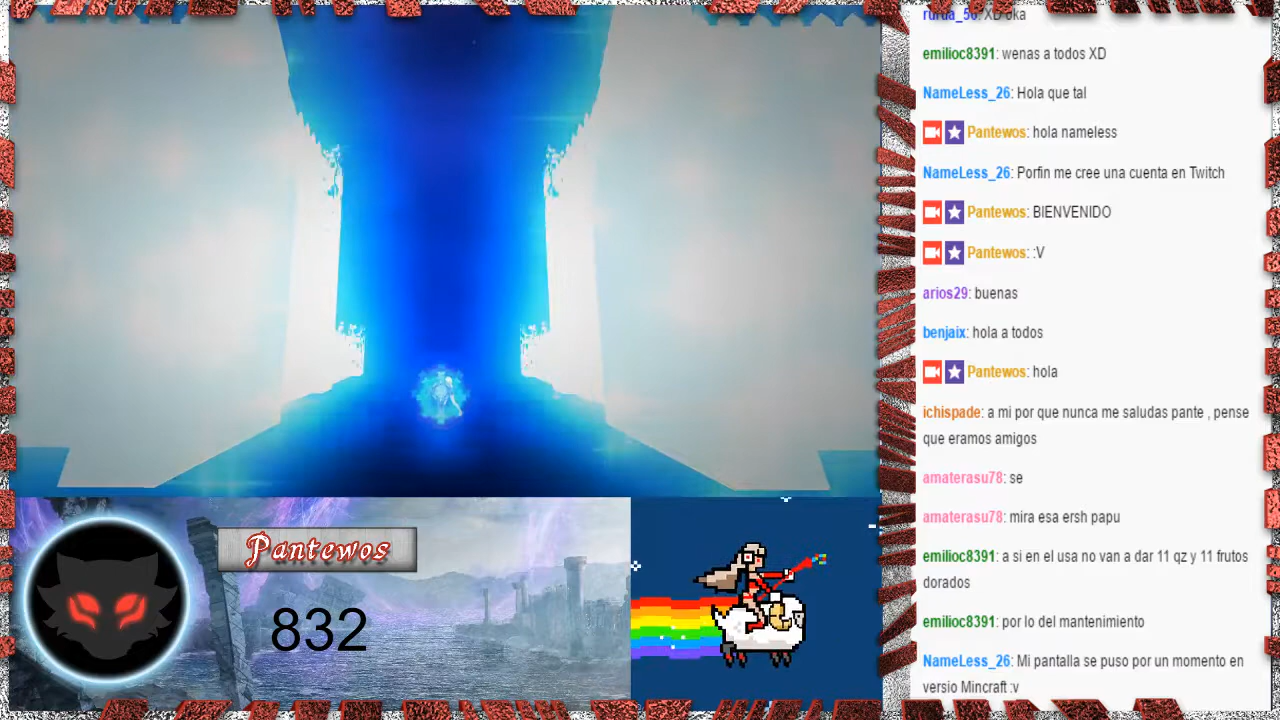 rurua_56: XD oka
emilioc8391: wenas a todos XD
NameLess_26: Hola que tal
Pantewos: hola nameless
NameLess_26: Porfin me cree una cuenta en Twitch
Pantewos: BIENVENIDO
Pantewos: :V
arios29: buenas
benjaix: hola a todos
Pantewos: hola
ichispade: a mi por que nunca me saludas pante , pense
que eramos amigos
amaterasu78: se
amaterasu78: mira esa ersh papu
emilioc8391: a si en el usa no van a dar 11 qz y 11 frutos
dorados
emilioc8391: por lo del mantenimiento
NameLess_26: Mi pantalla se puso por un momento en
versio Mincraft :v
Pantewos
832